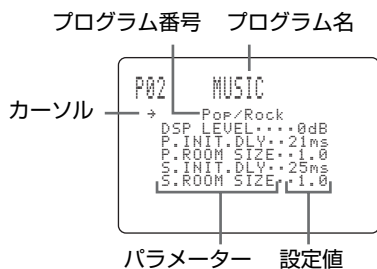 プログラム番号 プログラム名
P02 MUSIC
カーソル → Pop/Rock
DSP LEVEL････0dB
P.INIT.DLY･･21ms
P.ROOM SIZE･･1.0
S.INIT.DLY･･25ms
S.ROOM SIZE･･1.0
パラメーター 設定値